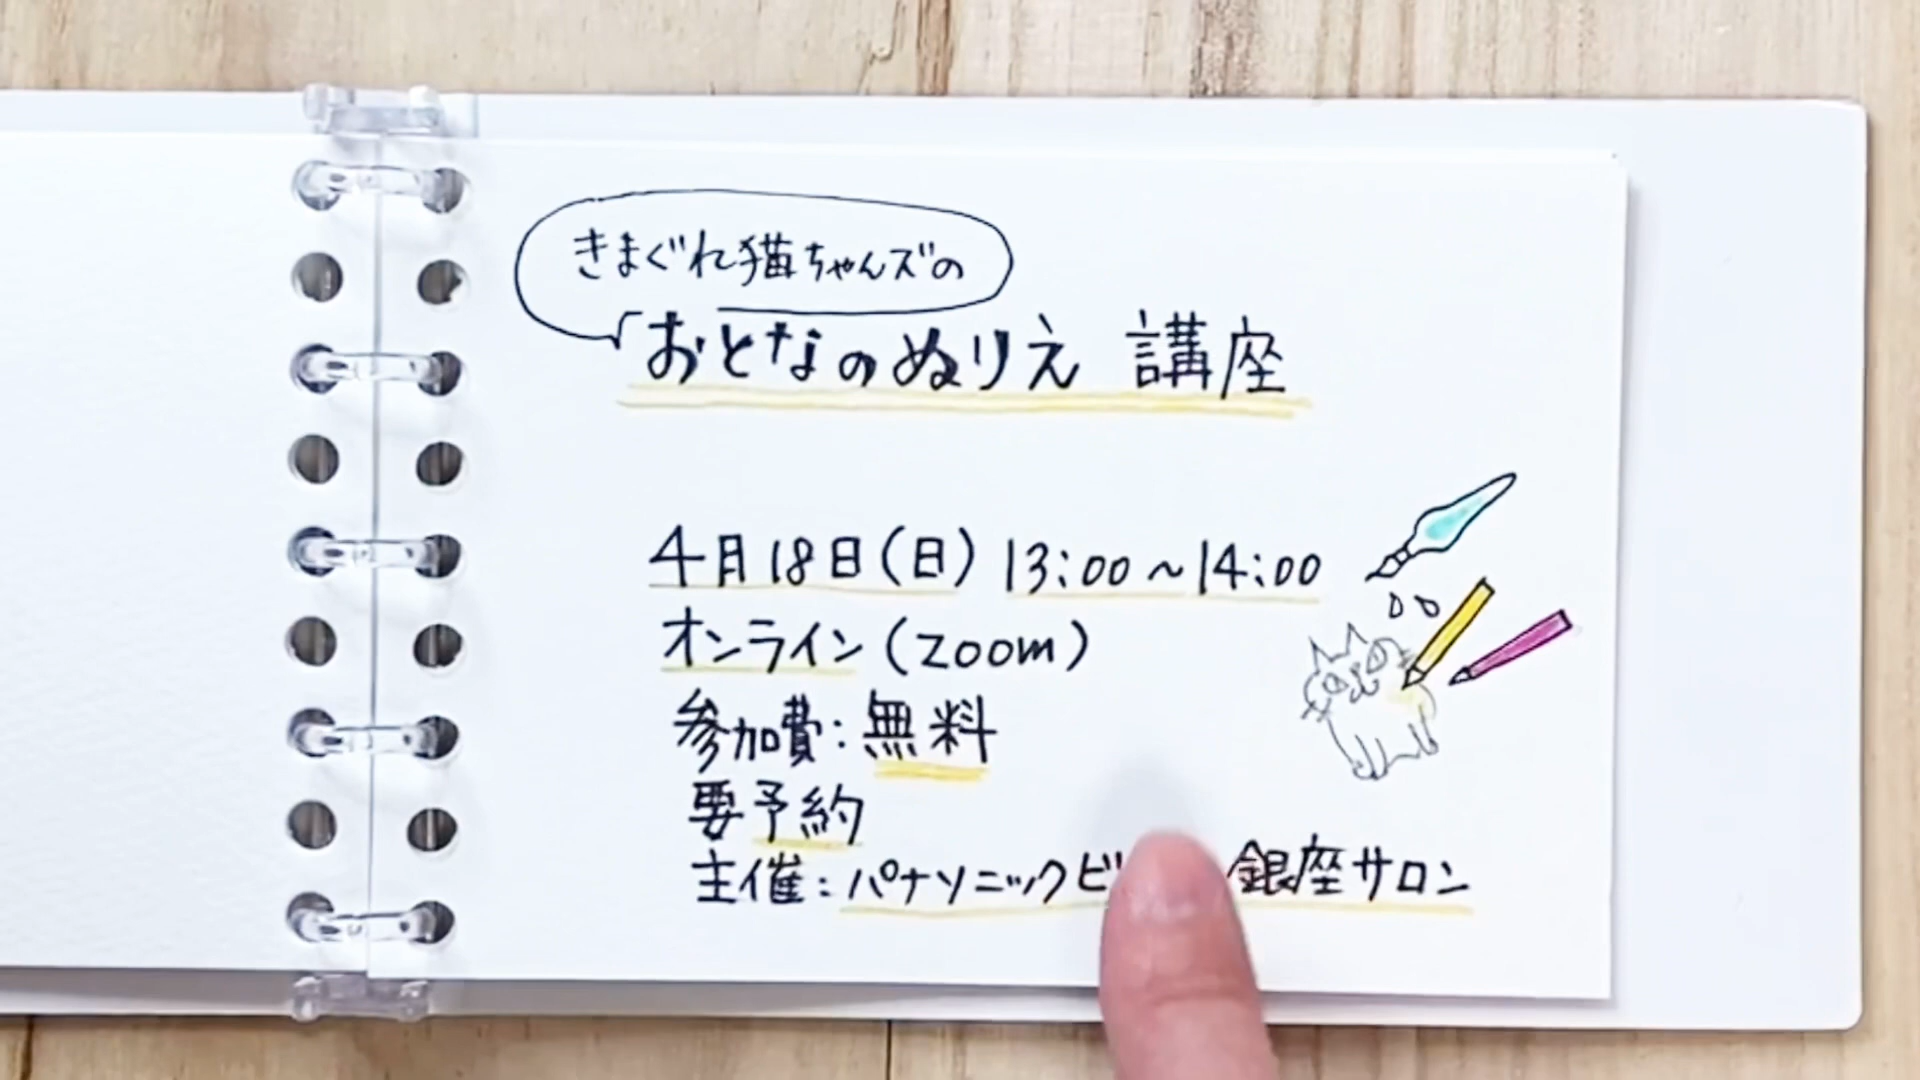 きまぐれ猫ちゃんズの
おとなのぬりえ 講座
4月18日(日) 13:00~14:00
オンライン(zoom)
参加費:無料
要予約
主催:パナソニックビ 銀座サロン